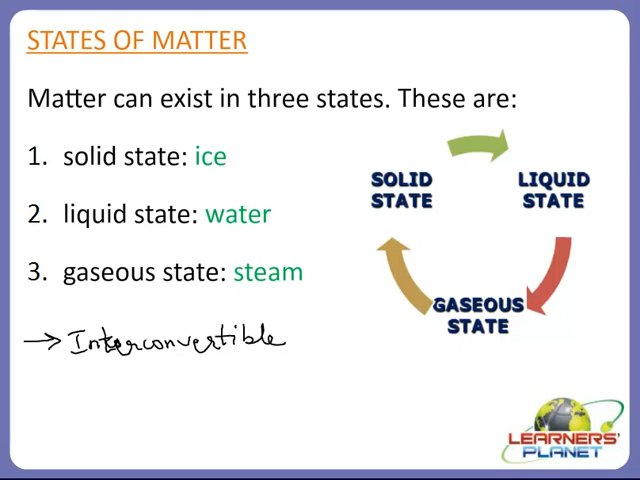 STATES OF MATTER
Matter can exist in three states. These are:
1. solid state: ice
2. liquid state: water
3. gaseous state: steam
→ Interconvertible
SOLID
STATE
LIQUID
STATE
GASEOUS
STATE
LEARNERS'
PLANET